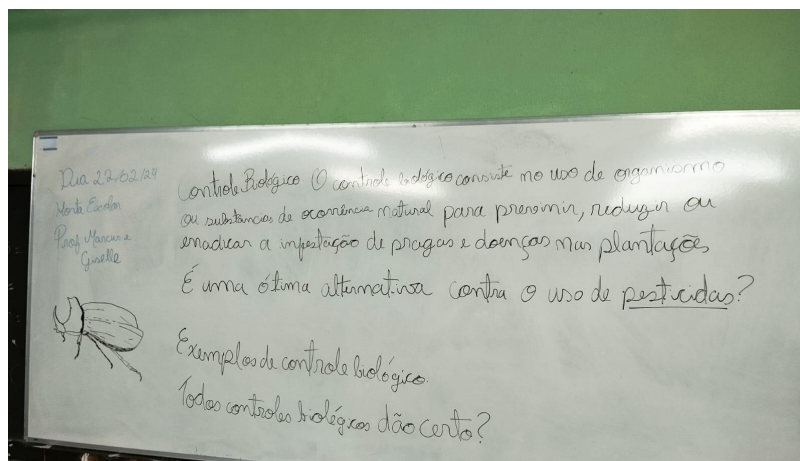 Dia 22/02/24
Horta Escolar
Prof Marcus e
Giselle
Controle Biológico O controle biológico consiste no uso de organismo
ou substâncias de ocorrência natural para previnir, reduzir ou
erradicar a infestação de pragas e doenças nas plantações
É uma ótima alternativa contra o uso de pesticidas?
Exemplos de controle biológico.
Todos controles biológicos dão certo?